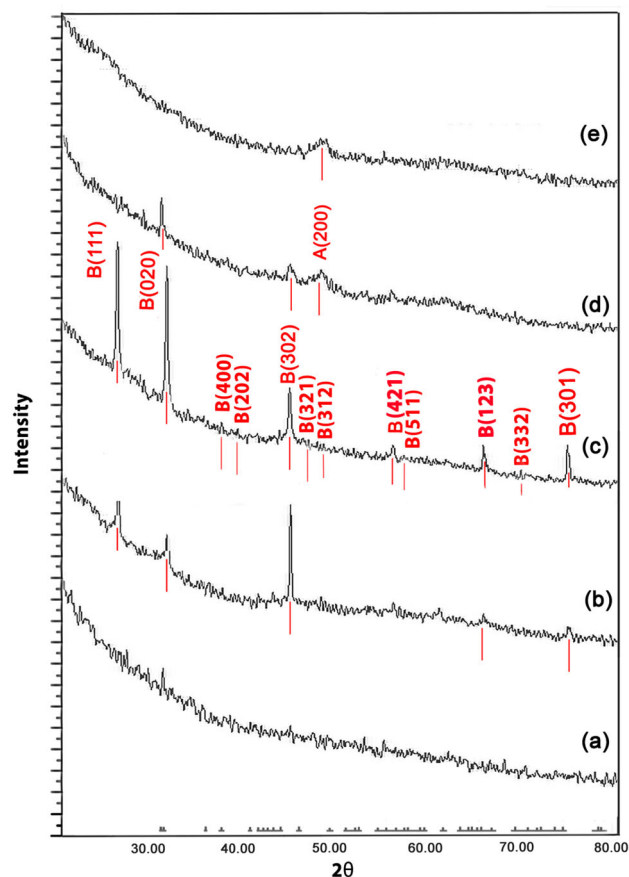 (e)
A(200)
(d)
B(111)
B(020)
B(400)
B(202)
B(302)
B(321)
B(312)
B(421)
B(511)
B(123)
B(332)
B(301)
(c)
(b)
(a)
Intensity
30.00 40.00 50.00 60.00 70.00 80.00
2θ